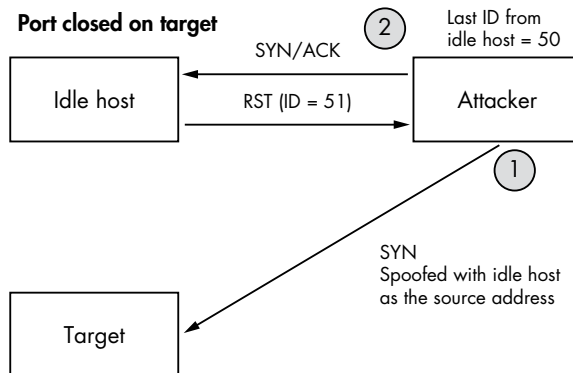 Port closed on target
2
Last ID from
idle host = 50
SYN/ACK
Idle host
RST (ID = 51)
Attacker
1
SYN
Spoofed with idle host
as the source address
Target